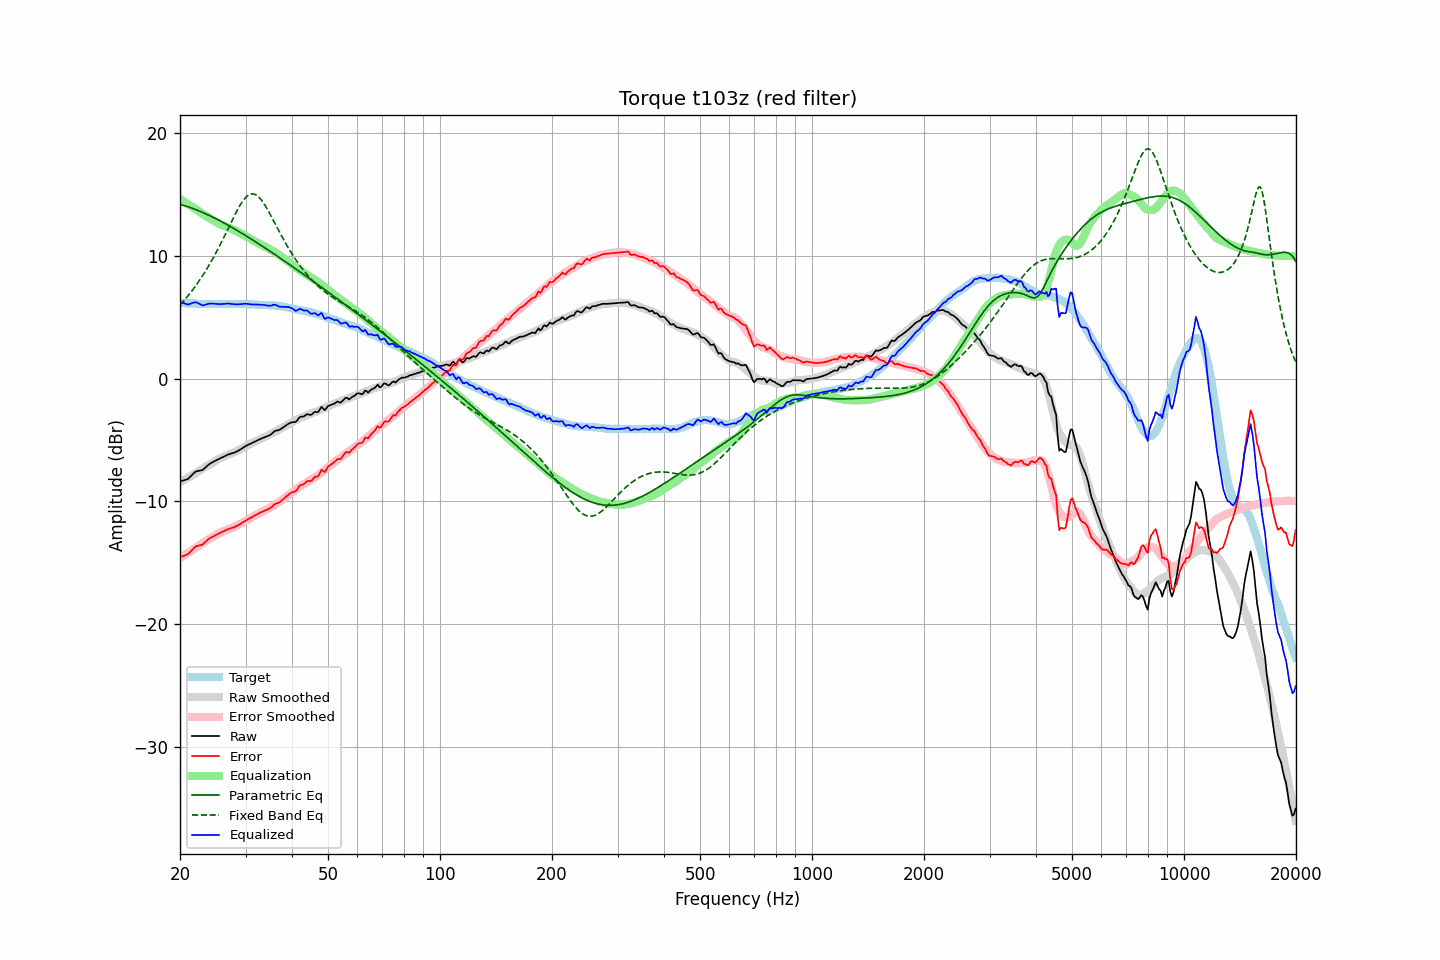 Torque t103z (red filter)
20
10
0
−10
−20
−30
Amplitude (dBr)
Target
Raw Smoothed
Error Smoothed
Raw
Error
Equalization
Parametric Eq
Fixed Band Eq
Equalized
20 50 100 200 500 1000 2000 5000 10000 20000
Frequency (Hz)